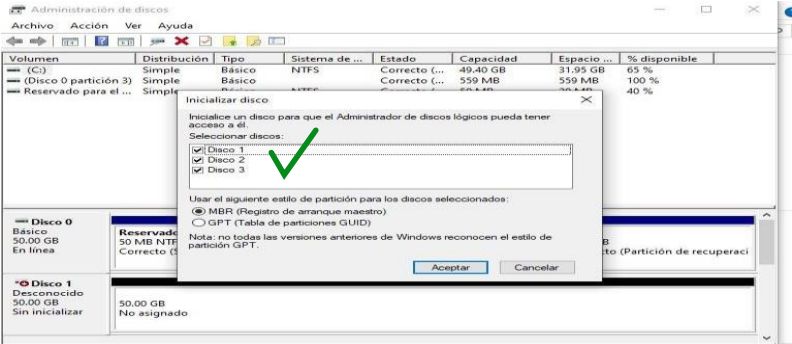 Administración de discos
Archivo Acción Ver Ayuda
Volumen Distribución Tipo Sistema de ... Estado Capacidad Espacio ... % disponible
(C:) Simple Básico NTFS Correcto (... 49.40 GB 31.95 GB 65 %
(Disco 0 partición 3) Simple Básico Correcto (... 559 MB 559 MB 100 %
Reservado para el ... Simple 40 %
Inicializar disco
Inicialice un disco para que el Administrador de discos lógicos pueda tener
acceso a él.
Seleccionar discos:
Disco 1
Disco 2
Disco 3
Usar el siguiente estilo de partición para los discos seleccionados:
MBR (Registro de arranque maestro)
GPT (Tabla de particiones GUID)
Nota: no todas las versiones anteriores de Windows reconocen el estilo de
partición GPT.
Aceptar Cancelar
Disco 0
Básico
50.00 GB
En línea
Reservado
50 MB NTF
Correcto (S
B
to (Partición de recuperaci
Disco 1
Desconocido
50.00 GB
Sin inicializar
50.00 GB
No asignado